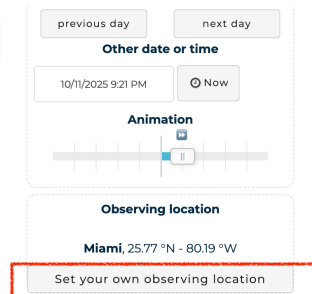 previous day next day
Other date or time
10/11/2025 9:21 PM Now
Animation
Observing location
Miami, 25.77 °N - 80.19 °W
Set your own observing location